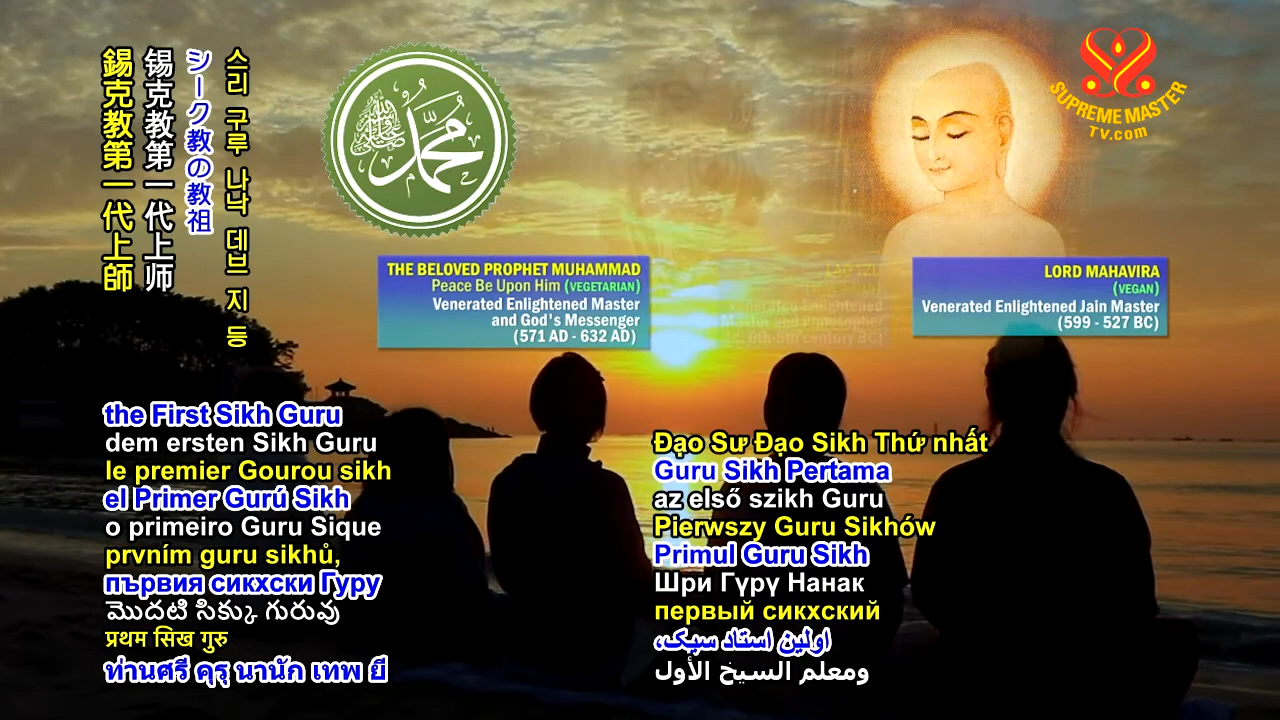 錫克教第一代上師
锡克教第一代上师
シーク教の教祖
스리 구루 나낙 데브 지 등
محمد
SUPREME MASTER
TV.com
THE BELOVED PROPHET MUHAMMAD
Peace Be Upon Him (VEGETARIAN)
Venerated Enlightened Master
and God's Messenger
(571 AD - 632 AD)
Venerated Enlightened
Master and Philosopher
LORD MAHAVIRA
(VEGAN)
Venerated Enlightened Jain Master
(599 - 527 BC)
the First Sikh Guru
dem ersten Sikh Guru
le premier Gourou sikh
el Primer Gurú Sikh
o primeiro Guru Sique
prvním guru sikhů,
първия сикхски Гуру
మొదటి సిక్కు గురువు
प्रथम सिख गुरु
ท่านศรี คุรุ นานัก เทพ ยี
Đạo Sư Đạo Sikh Thứ nhất
Guru Sikh Pertama
az első szikh Guru
Pierwszy Guru Sikhów
Primul Guru Sikh
Шри Гүрү Нанак
первый сикхский
اولین استاد سیک،
ومعلم السيخ الأول